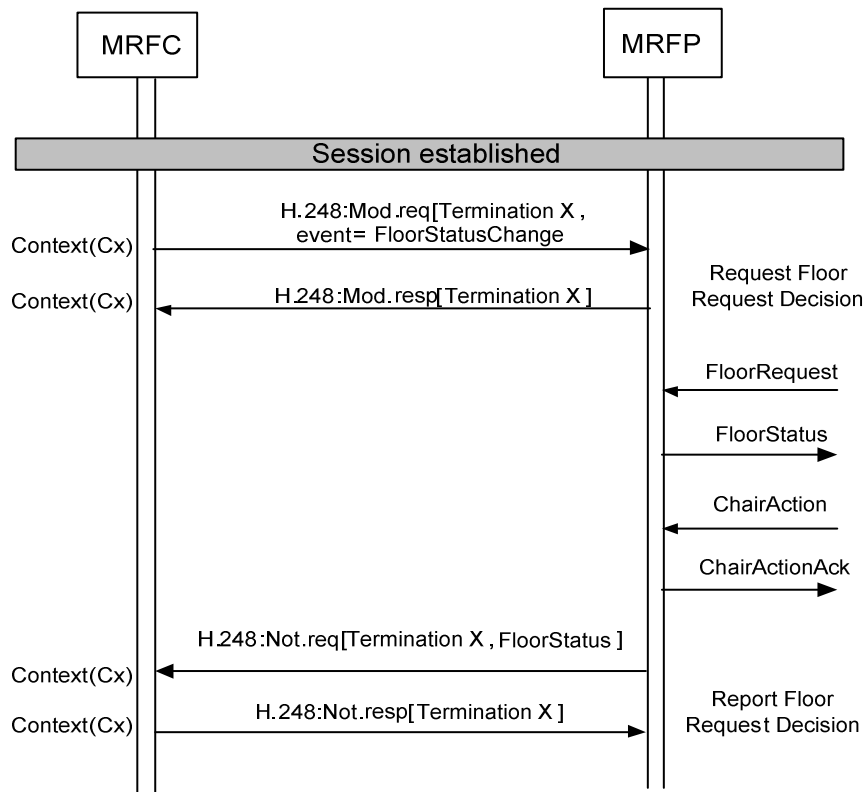 MRFC
MRFP
Session established
H.248:Mod.req[Termination X ,
event= FloorStatusChange
Context(Cx)
Request Floor
Request Decision
H.248:Mod.resp[Termination X ]
Context(Cx)
FloorRequest
FloorStatus
ChairAction
ChairActionAck
H.248:Not.req[Termination X , FloorStatus ]
Context(Cx)
Report Floor
Request Decision
H.248:Not.resp[Termination X ]
Context(Cx)